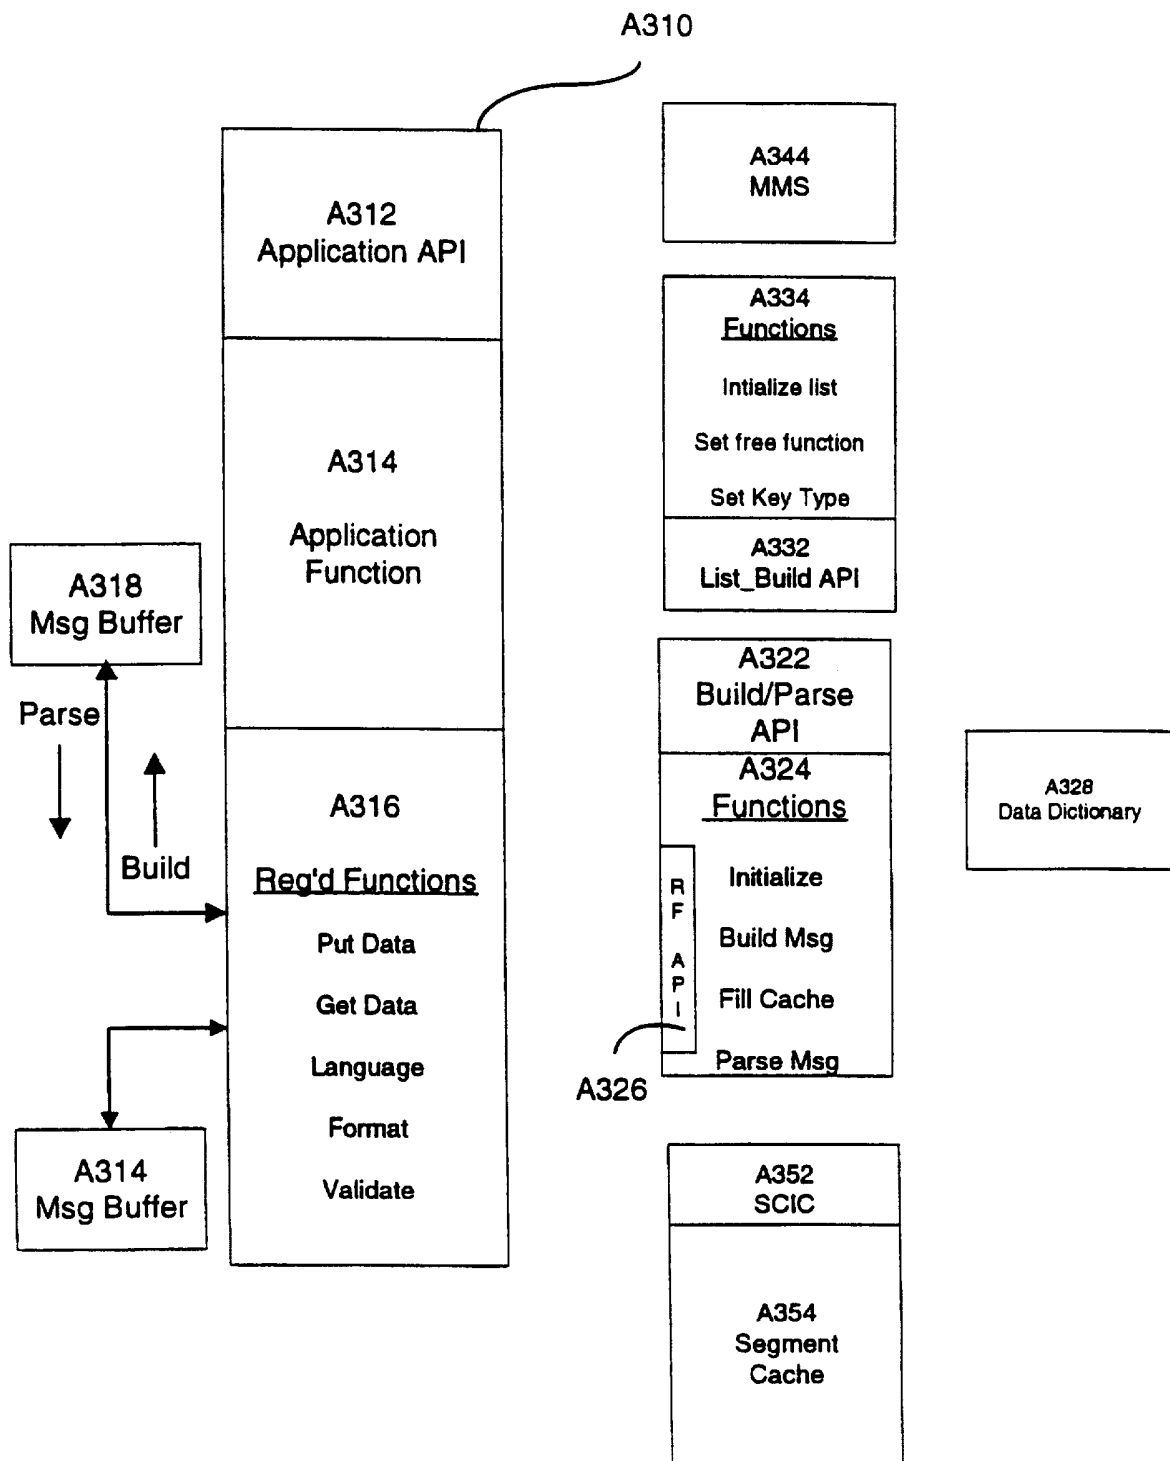 A310
A312
Application API
A314
Application
Function
A318
Msg Buffer
Parse
Build
A316
Reg'd Functions
Put Data
Get Data
Language
Format
Validate
A314
Msg Buffer
A344
MMS
A334
Functions
Intialize list
Set free function
Set Key Type
A332
List_Build API
A322
Build/Parse
API
A324
Functions
Initialize
Build Msg
Fill Cache
Parse Msg
RF API
A326
A328
Data Dictionary
A352
SCIC
A354
Segment
Cache